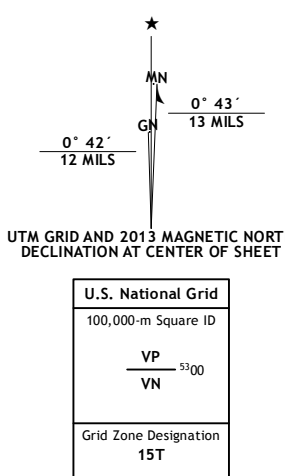 MN
GN
0° 43´
13 MILS
0° 42´
12 MILS
UTM GRID AND 2013 MAGNETIC NORT
DECLINATION AT CENTER OF SHEET
U.S. National Grid
100,000-m Square ID
VP
5300
VN
Grid Zone Designation
15T